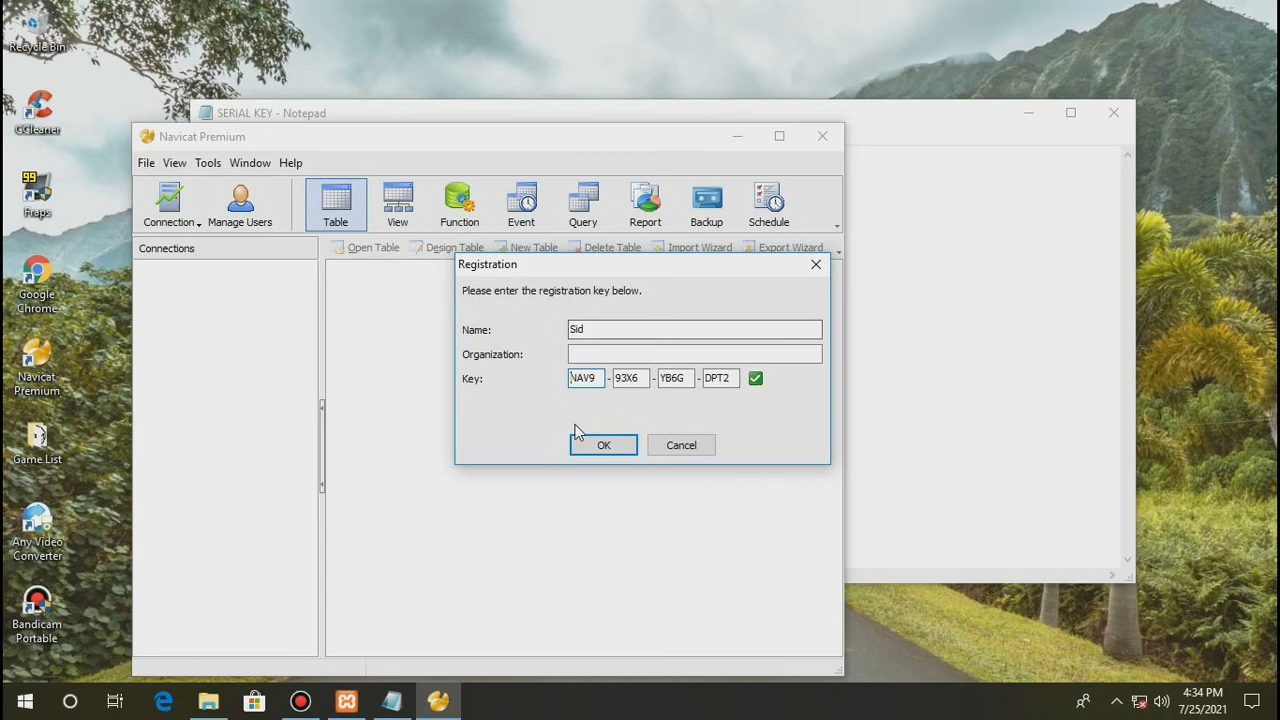 Recycle Bin
CCleaner
99
Fraps
Google
Chrome
Navicat
Premium
Game List
Any Video
Converter
Bandicam
Portable
SERIAL KEY - Notepad
Navicat Premium
File View Tools Window Help
Connection Manage Users Table View Function Event Query Report Backup Schedule
Connections
Open Table Design Table New Table Delete Table Import Wizard Export Wizard
Registration
Please enter the registration key below.
Name: Sid
Organization:
Key: NAV9 - 93X6 - YB6G - DPT2
OK Cancel
4:34 PM
7/25/2021